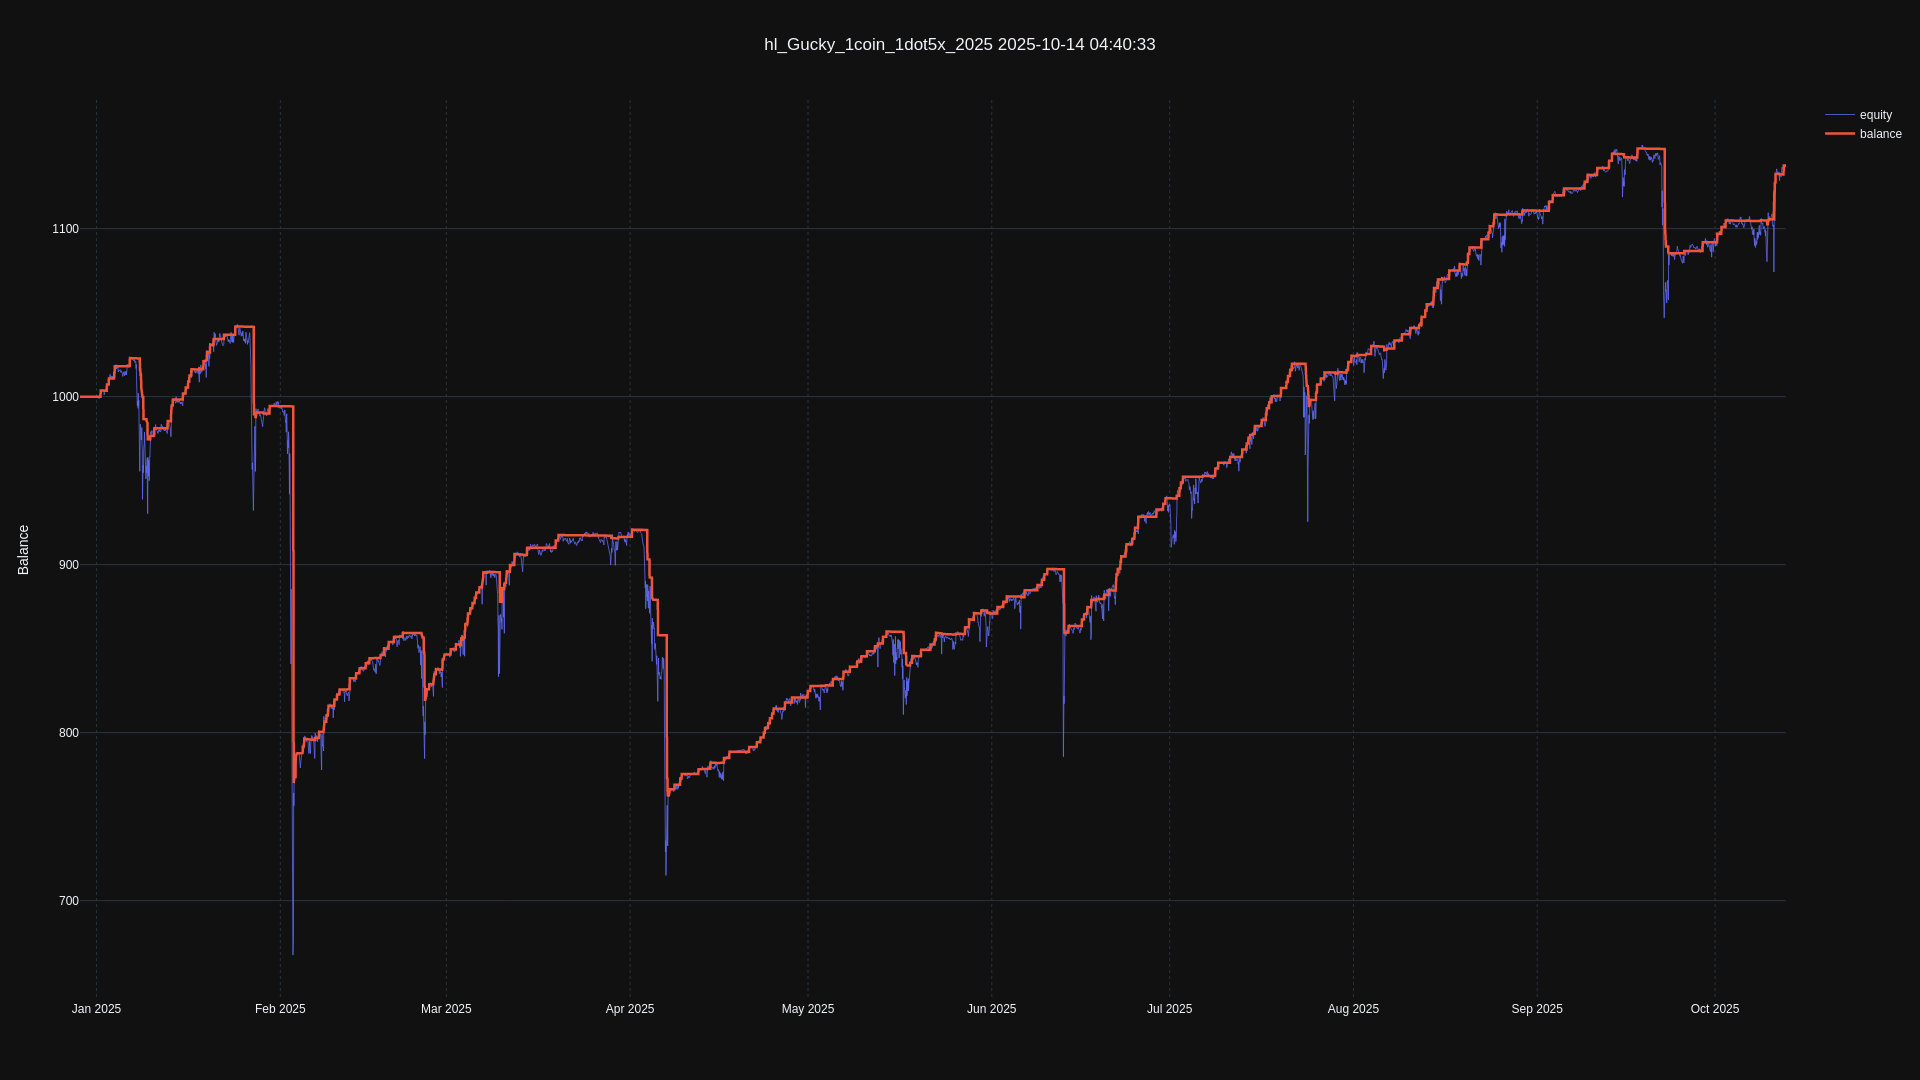 hl_Gucky_1coin_1dot5x_2025 2025-10-14 04:40:33
equity
balance
Balance
1100
1000
900
800
700
Jan 2025
Feb 2025
Mar 2025
Apr 2025
May 2025
Jun 2025
Jul 2025
Aug 2025
Sep 2025
Oct 2025